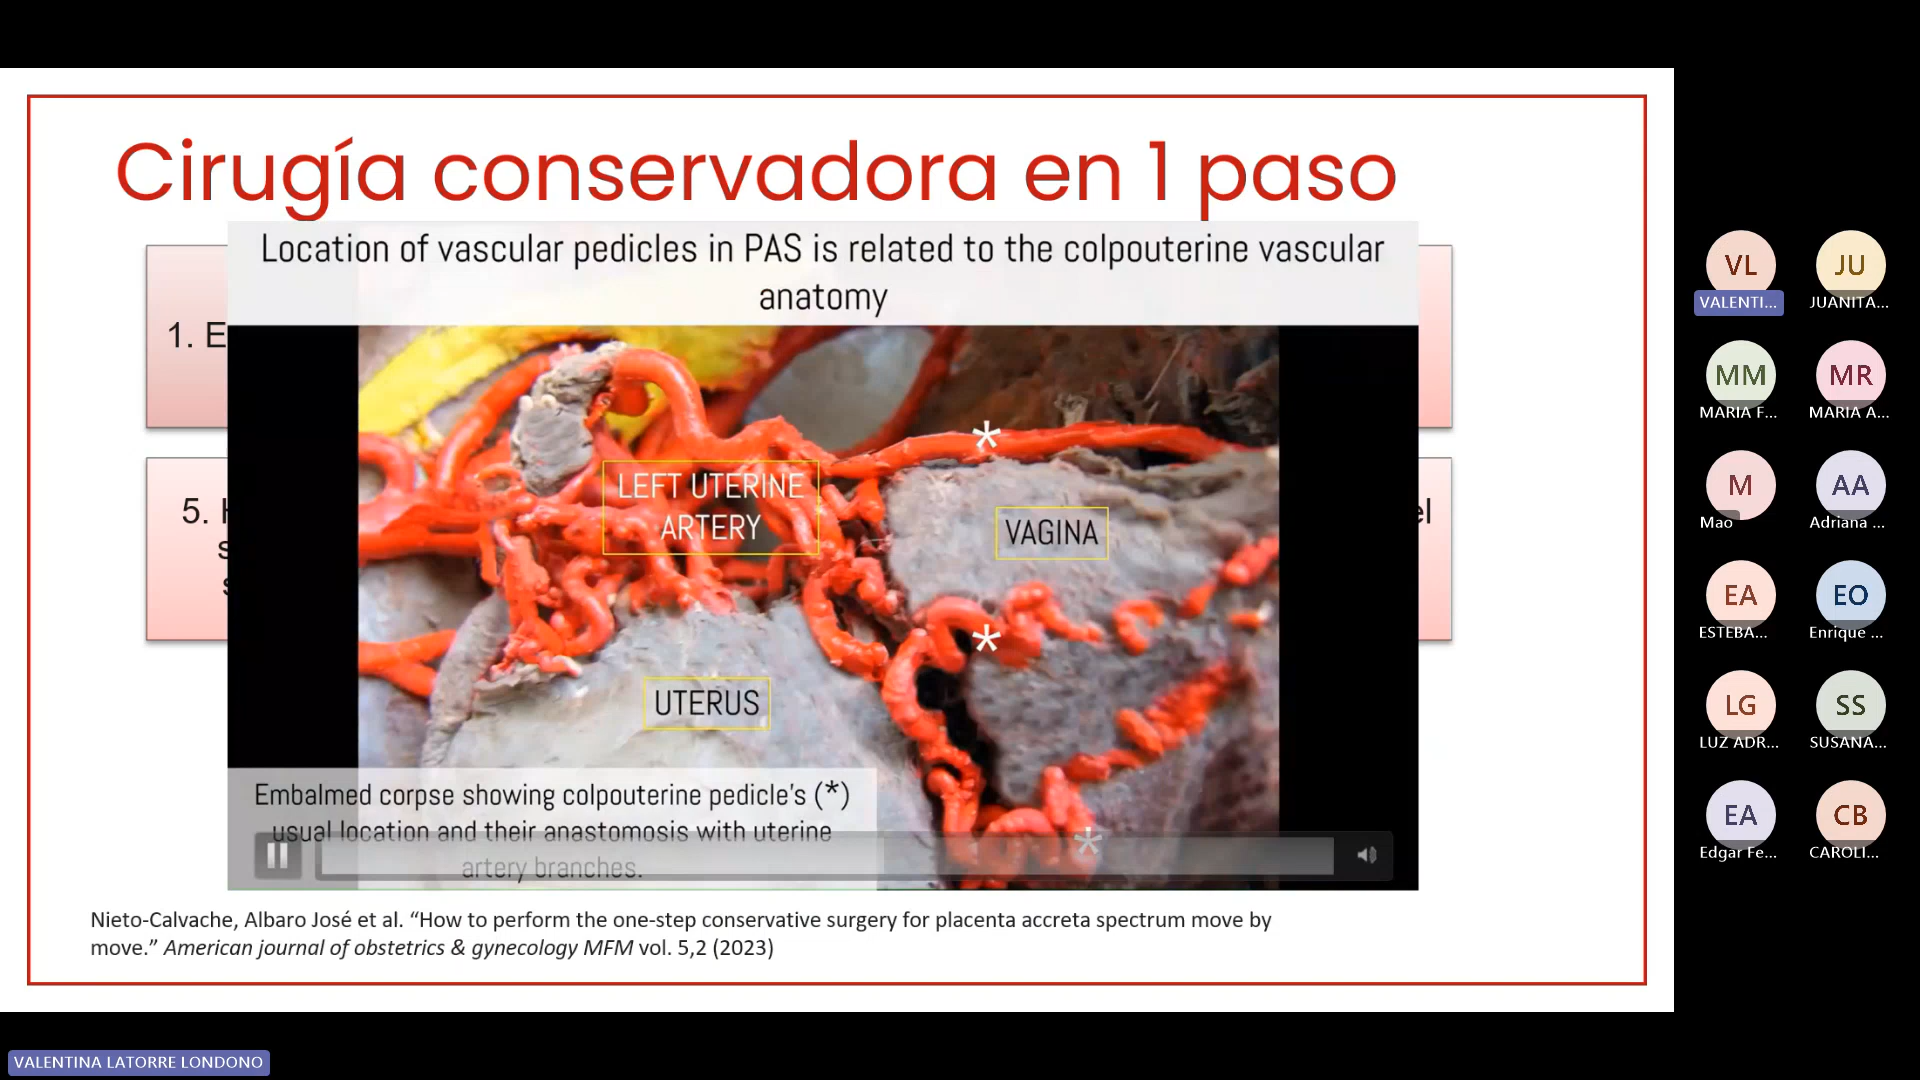 Cirugía conservadora en 1 paso
Location of vascular pedicles in PAS is related to the colpouterine vascular
anatomy
1. E
5. H
s
s
el
*
LEFT UTERINE
ARTERY
VAGINA
*
UTERUS
*
Embalmed corpse showing colpouterine pedicle's (*)
usual location and their anastomosis with uterine
artery branches.
Nieto-Calvache, Albaro José et al. “How to perform the one-step conservative surgery for placenta accreta spectrum move by
move.” American journal of obstetrics & gynecology MFM vol. 5,2 (2023)
VL
VALENTI...
JU
JUANITA...
MM
MARIA F...
MR
MARIA A...
M
Mao
AA
Adriana ...
EA
ESTEBA...
EO
Enrique ...
LG
LUZ ADR...
SS
SUSANA...
EA
Edgar Fe...
CB
CAROLI...
VALENTINA LATORRE LONDONO